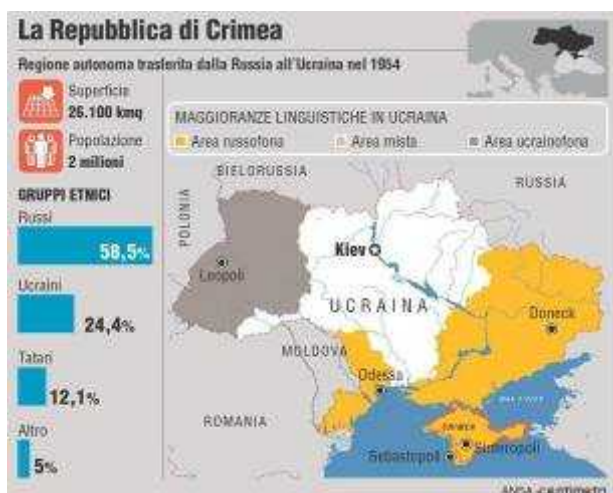 La Repubblica di Crimea
Regione autonoma trasferita dalla Russia all'Ucraina nel 1954
Superficie
26.100 kmq
Popolazione
2 milioni
GRUPPI ETNICI
Russi
58,5%
Ucraini
24,4%
Tatari
12,1%
Altro
5%
MAGGIORANZE LINGUISTICHE IN UCRAINA
Area russofona
Area mista
Area ucrainofona
BIELORUSSIA
RUSSIA
POLONIA
Kiev
Leopoli
UCRAINA
Doneck
MOLDOVA
Odessa
ROMANIA
CRIMEA
Sebastopoli
Sinferopoli
ANSA-centimetri